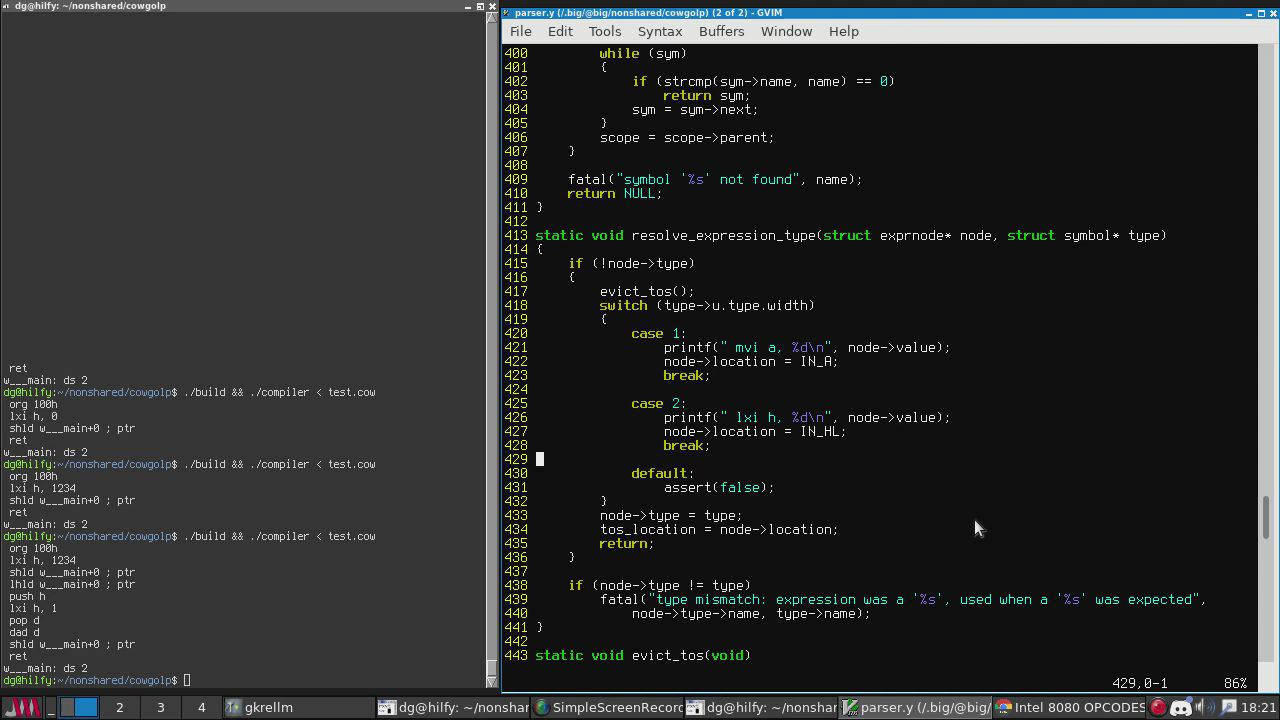 dg@hilfy: ~/nonshared/cowgolp
 ret
w___main: ds 2
dg@hilfy:~/nonshared/cowgolp$ ./build && ./compiler < test.cow
 org 100h
 lxi h, 0
 shld w___main+0 ; ptr
 ret
w___main: ds 2
dg@hilfy:~/nonshared/cowgolp$ ./build && ./compiler < test.cow
 org 100h
 lxi h, 1234
 shld w___main+0 ; ptr
 ret
w___main: ds 2
dg@hilfy:~/nonshared/cowgolp$ ./build && ./compiler < test.cow
 org 100h
 lxi h, 1234
 shld w___main+0 ; ptr
 lhld w___main+0 ; ptr
 push h
 lxi h, 1
 pop d
 dad d
 shld w___main+0 ; ptr
 ret
w___main: ds 2
dg@hilfy:~/nonshared/cowgolp$
parser.y (/.big/@big/nonshared/cowgolp) (2 of 2) - GVIM
File Edit Tools Syntax Buffers Window Help
400         while (sym)
401         {
402             if (strcmp(sym->name, name) == 0)
403                 return sym;
404             sym = sym->next;
405         }
406         scope = scope->parent;
407     }
408
409     fatal("symbol '%s' not found", name);
410     return NULL;
411 }
412
413 static void resolve_expression_type(struct exprnode* node, struct symbol* type)
414 {
415     if (!node->type)
416     {
417         evict_tos();
418         switch (type->u.type.width)
419         {
420             case 1:
421                 printf(" mvi a, %d\n", node->value);
422                 node->location = IN_A;
423                 break;
424
425             case 2:
426                 printf(" lxi h, %d\n", node->value);
427                 node->location = IN_HL;
428                 break;
429
430             default:
431                 assert(false);
432         }
433         node->type = type;
434         tos_location = node->location;
435         return;
436     }
437
438     if (node->type != type)
439         fatal("type mismatch: expression was a '%s', used when a '%s' was expected",
440             node->type->name, type->name);
441 }
442
443 static void evict_tos(void)
429,0-1 86%
2 3 4 gkrellm dg@hilfy: ~/nonshar SimpleScreenRecord dg@hilfy: ~/nonshar parser.y (/.big/@big/ Intel 8080 OPCODES 18:21